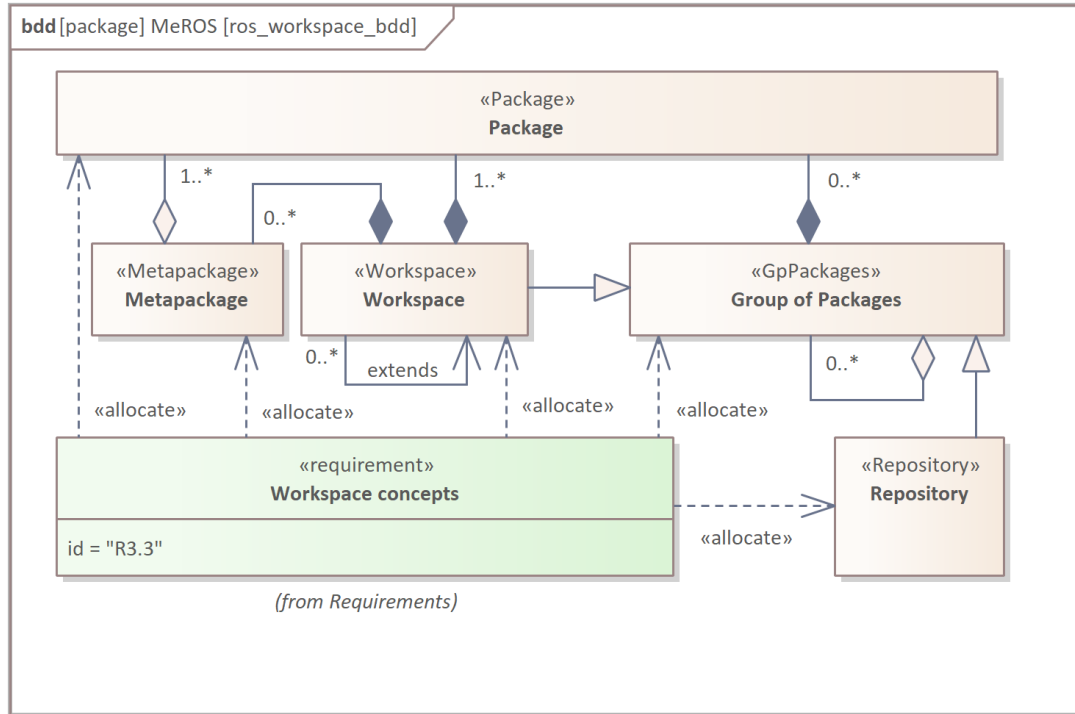 bdd [package] MeROS [ros_workspace_bdd]
«Package»
Package
1..*
0..*
1..*
0..*
«Metapackage»
Metapackage
«Workspace»
Workspace
«GpPackages»
Group of Packages
0..*
extends
0..*
«allocate»
«allocate»
«allocate»
«allocate»
«requirement»
Workspace concepts
id = "R3.3"
(from Requirements)
«allocate»
«Repository»
Repository